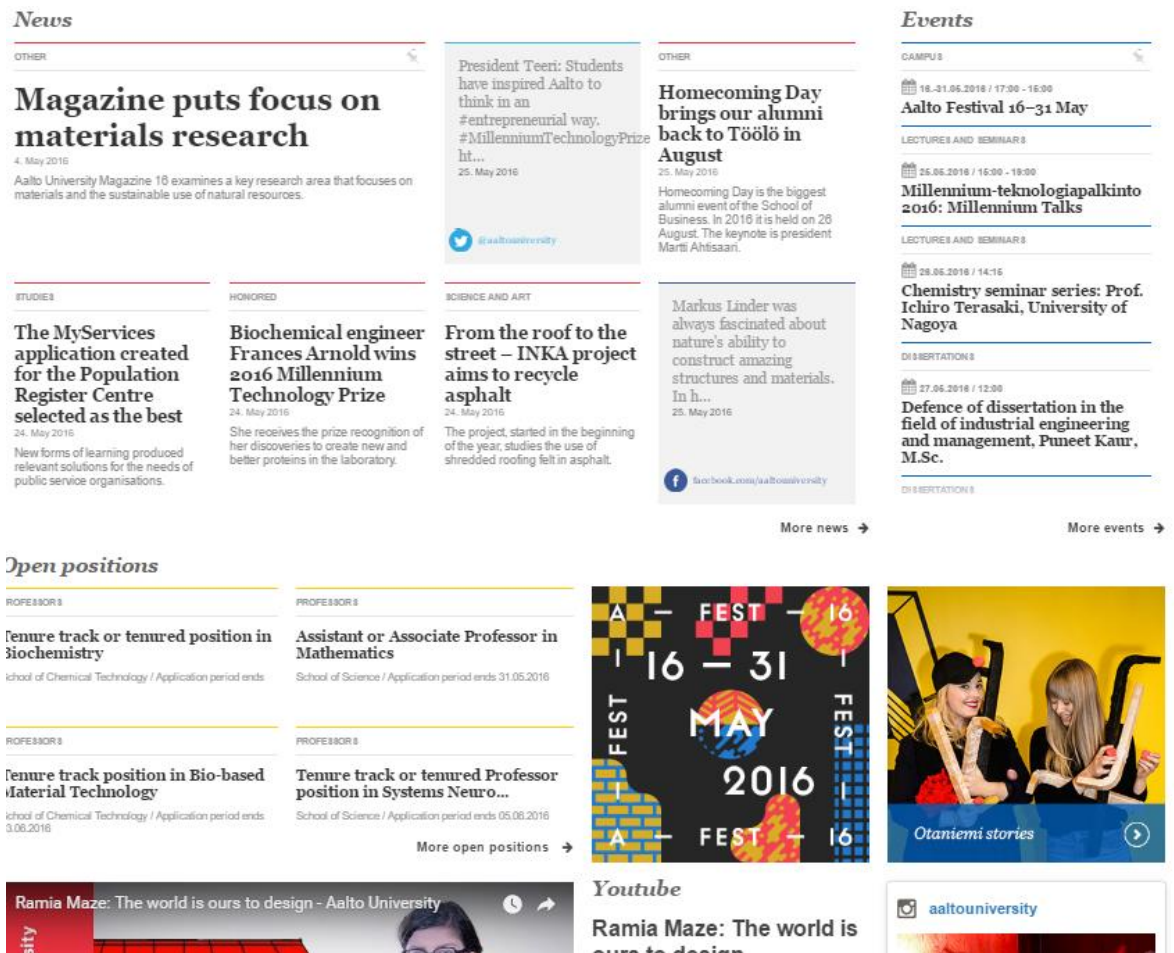 News
OTHER
Magazine puts focus on
materials research
4. May 2016
Aalto University Magazine 16 examines a key research area that focuses on
materials and the sustainable use of natural resources.
President Teeri: Students
have inspired Aalto to
think in an
#entrepreneurial way.
#MillenniumTechnologyPrize
ht...
25. May 2016
@aaltouniversity
OTHER
Homecoming Day
brings our alumni
back to Töölö in
August
25. May 2016
Homecoming Day is the biggest
alumni event of the School of
Business. In 2016 it is held on 26
August. The keynote is president
Martti Ahtisaari.
STUDIES
The MyServices
application created
for the Population
Register Centre
selected as the best
24. May 2016
New forms of learning produced
relevant solutions for the needs of
public service organisations.
HONORED
Biochemical engineer
Frances Arnold wins
2016 Millennium
Technology Prize
24. May 2016
She receives the prize recognition of
her discoveries to create new and
better proteins in the laboratory.
SCIENCE AND ART
From the roof to the
street – INKA project
aims to recycle
asphalt
24. May 2016
The project, started in the beginning
of the year, studies the use of
shredded roofing felt in asphalt.
Markus Linder was
always fascinated about
nature's ability to
construct amazing
structures and materials.
In h...
25. May 2016
facebook.com/aaltouniversity
More news
Events
CAMPUS
16.-31.05.2016 / 17:00 - 15:00
Aalto Festival 16–31 May
LECTURES AND SEMINARS
25.05.2016 / 15:00 - 19:00
Millennium-teknologiapalkinto
2016: Millennium Talks
LECTURES AND SEMINARS
26.05.2016 / 14:15
Chemistry seminar series: Prof.
Ichiro Terasaki, University of
Nagoya
DISSERTATIONS
27.05.2016 / 12:00
Defence of dissertation in the
field of industrial engineering
and management, Puneet Kaur,
M.Sc.
DISSERTATIONS
More events
Open positions
ROFESSORS
Tenure track or tenured position in
Biochemistry
School of Chemical Technology / Application period ends
PROFESSORS
Assistant or Associate Professor in
Mathematics
School of Science / Application period ends 31.05.2016
ROFESSORS
Tenure track position in Bio-based
Material Technology
School of Chemical Technology / Application period ends
3.06.2016
PROFESSORS
Tenure track or tenured Professor
position in Systems Neuro...
School of Science / Application period ends 05.06.2016
More open positions
A – FEST – 16
16 – 31
MAY
2016
FEST
FEST
A – FEST – 16
Otaniemi stories
Ramia Maze: The world is ours to design - Aalto University
sity
Youtube
Ramia Maze: The world is
ours to design
aaltouniversity